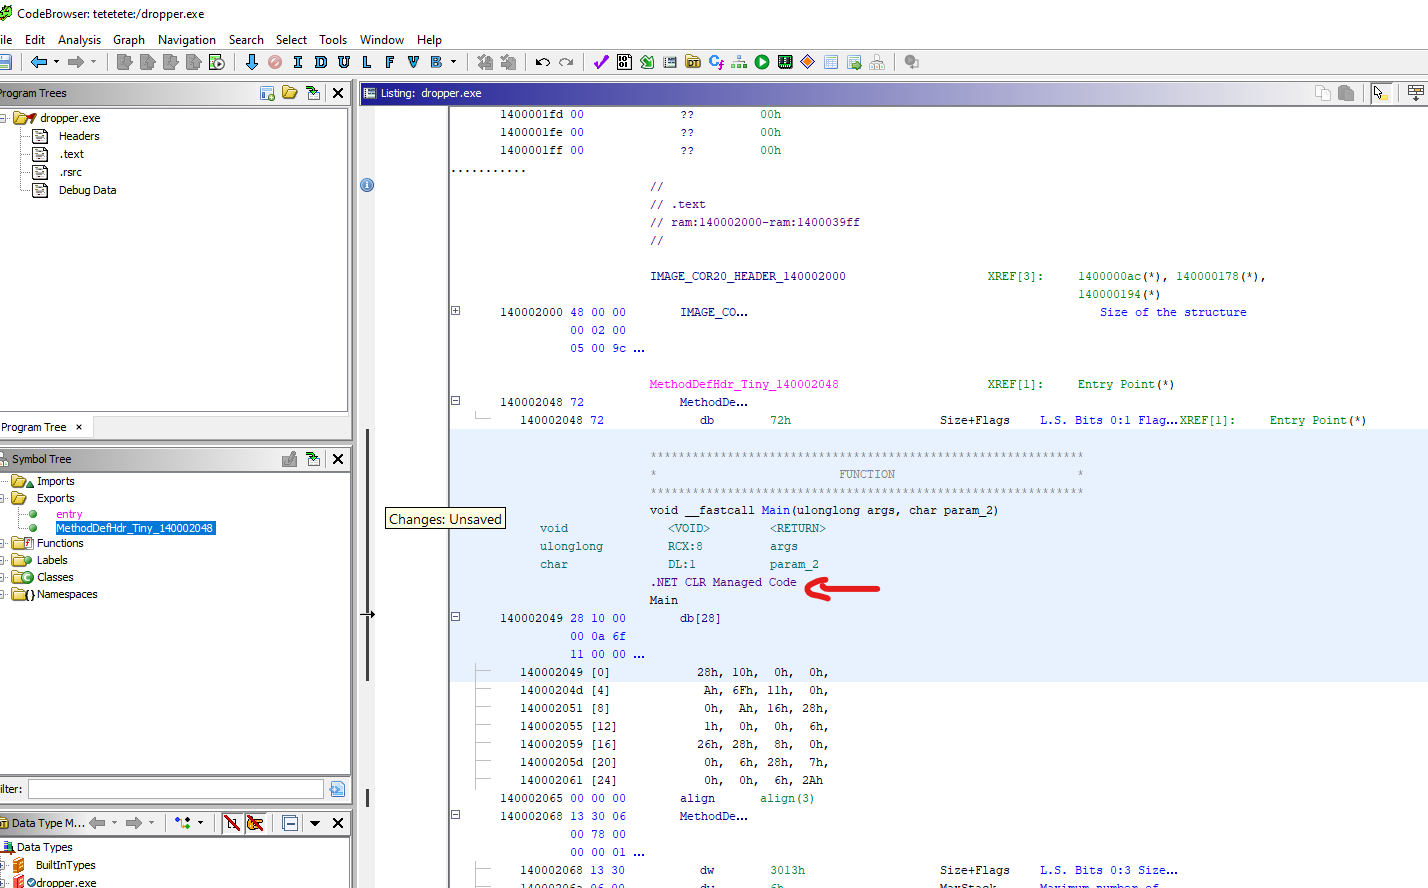 CodeBrowser: tetetete:/dropper.exe
ile Edit Analysis Graph Navigation Search Select Tools Window Help
I D U L F V B
Program Trees
dropper.exe
Headers
.text
.rsrc
Debug Data
Program Tree ×
Symbol Tree
Imports
Exports
entry
MethodDefHdr_Tiny_140002048
Functions
Labels
Classes
Namespaces
ilter:
Data Type M...
Data Types
BuiltInTypes
dropper.exe
Changes: Unsaved
Listing: dropper.exe
1400001fd 00 ?? 00h
1400001fe 00 ?? 00h
1400001ff 00 ?? 00h
...........
//
// .text
// ram:140002000-ram:1400039ff
//
IMAGE_COR20_HEADER_140002000 XREF[3]: 1400000ac(*), 140000178(*),
140000194(*)
140002000 48 00 00 IMAGE_CO... Size of the structure
00 02 00
05 00 9c ...
MethodDefHdr_Tiny_140002048 XREF[1]: Entry Point(*)
140002048 72 MethodDe...
140002048 72 db 72h Size+Flags L.S. Bits 0:1 Flag... XREF[1]: Entry Point(*)
**************************************************************
* FUNCTION *
**************************************************************
void __fastcall Main(ulonglong args, char param_2)
void <VOID> <RETURN>
ulonglong RCX:8 args
char DL:1 param_2
.NET CLR Managed Code
Main
140002049 28 10 00 db[28]
00 0a 6f
11 00 00 ...
140002049 [0] 28h, 10h, 0h, 0h,
14000204d [4] Ah, 6Fh, 11h, 0h,
140002051 [8] 0h, Ah, 16h, 28h,
140002055 [12] 1h, 0h, 0h, 6h,
140002059 [16] 26h, 28h, 8h, 0h,
14000205d [20] 0h, 6h, 28h, 7h,
140002061 [24] 0h, 0h, 6h, 2Ah
140002065 00 00 00 align align(3)
140002068 13 30 06 MethodDe...
00 78 00
00 00 01 ...
140002068 13 30 dw 3013h Size+Flags L.S. Bits 0:3 Size...
14000206a 06 00 dw 6h MaxStack Maximum number of